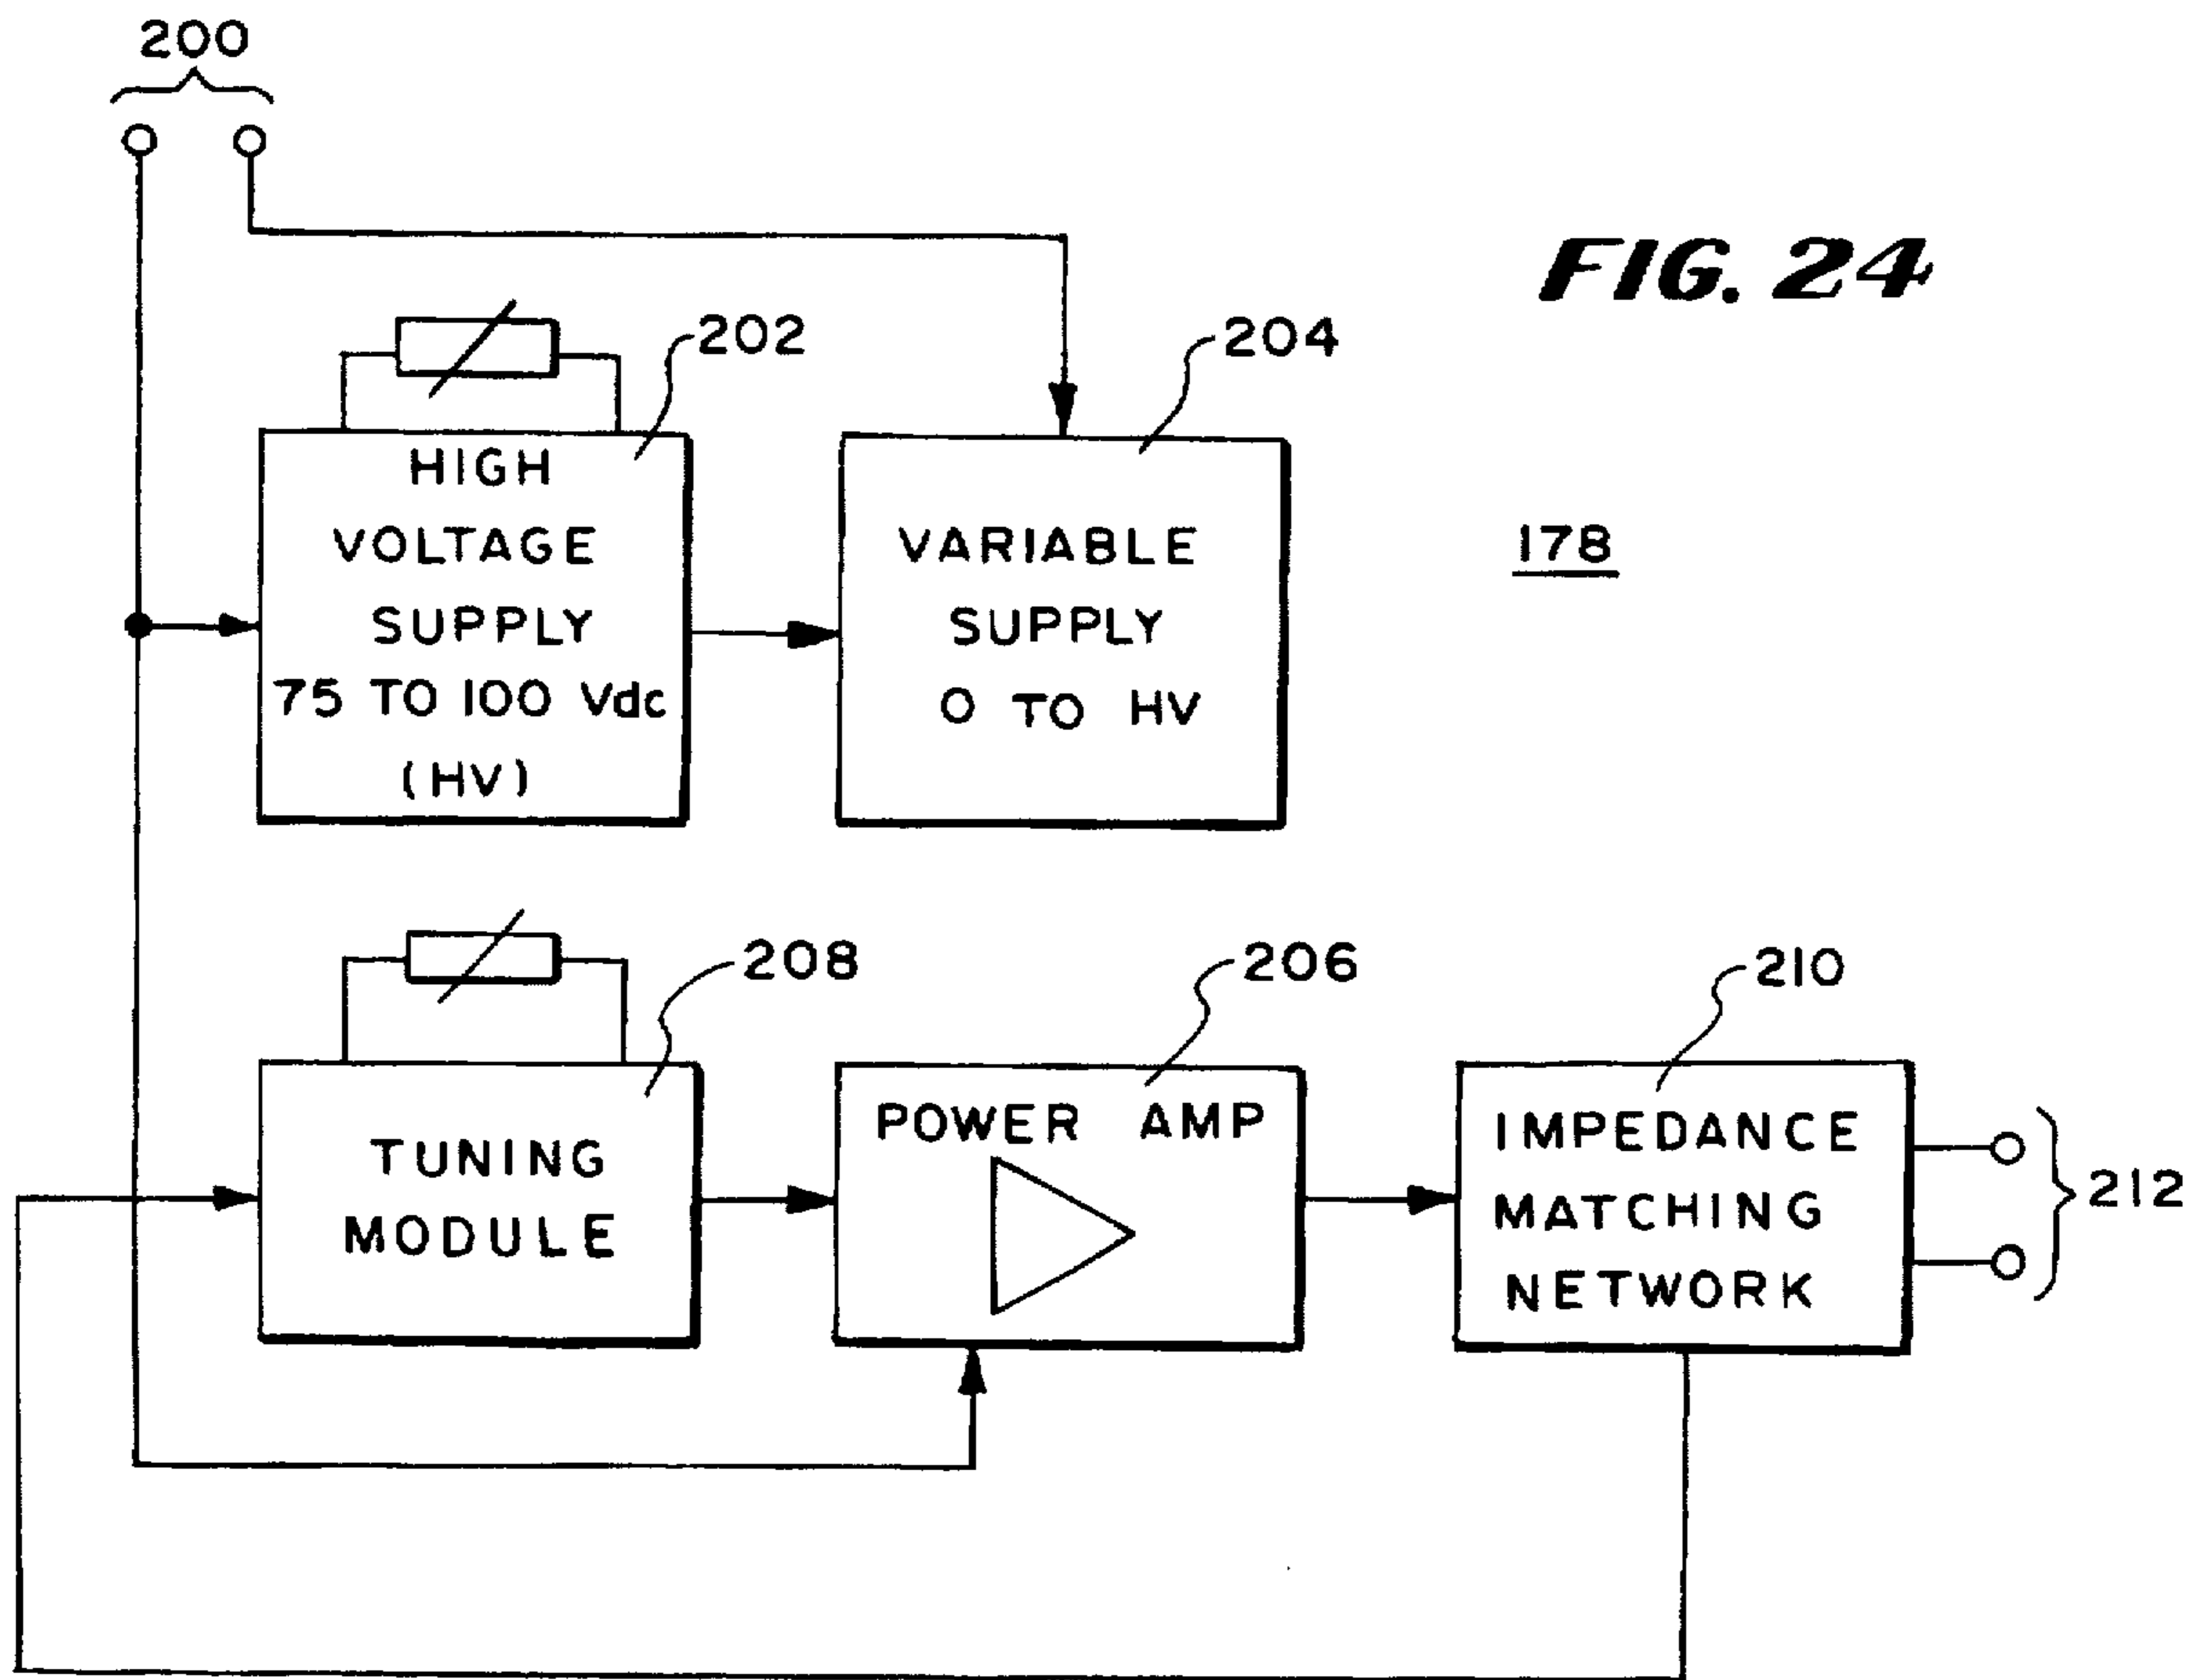 200
FIG. 24
202
204
HIGH
VOLTAGE
SUPPLY
75 TO 100 Vdc
(HV)
VARIABLE
SUPPLY
0 TO HV
178
208
206
210
TUNING
MODULE
POWER AMP
IMPEDANCE
MATCHING
NETWORK
212